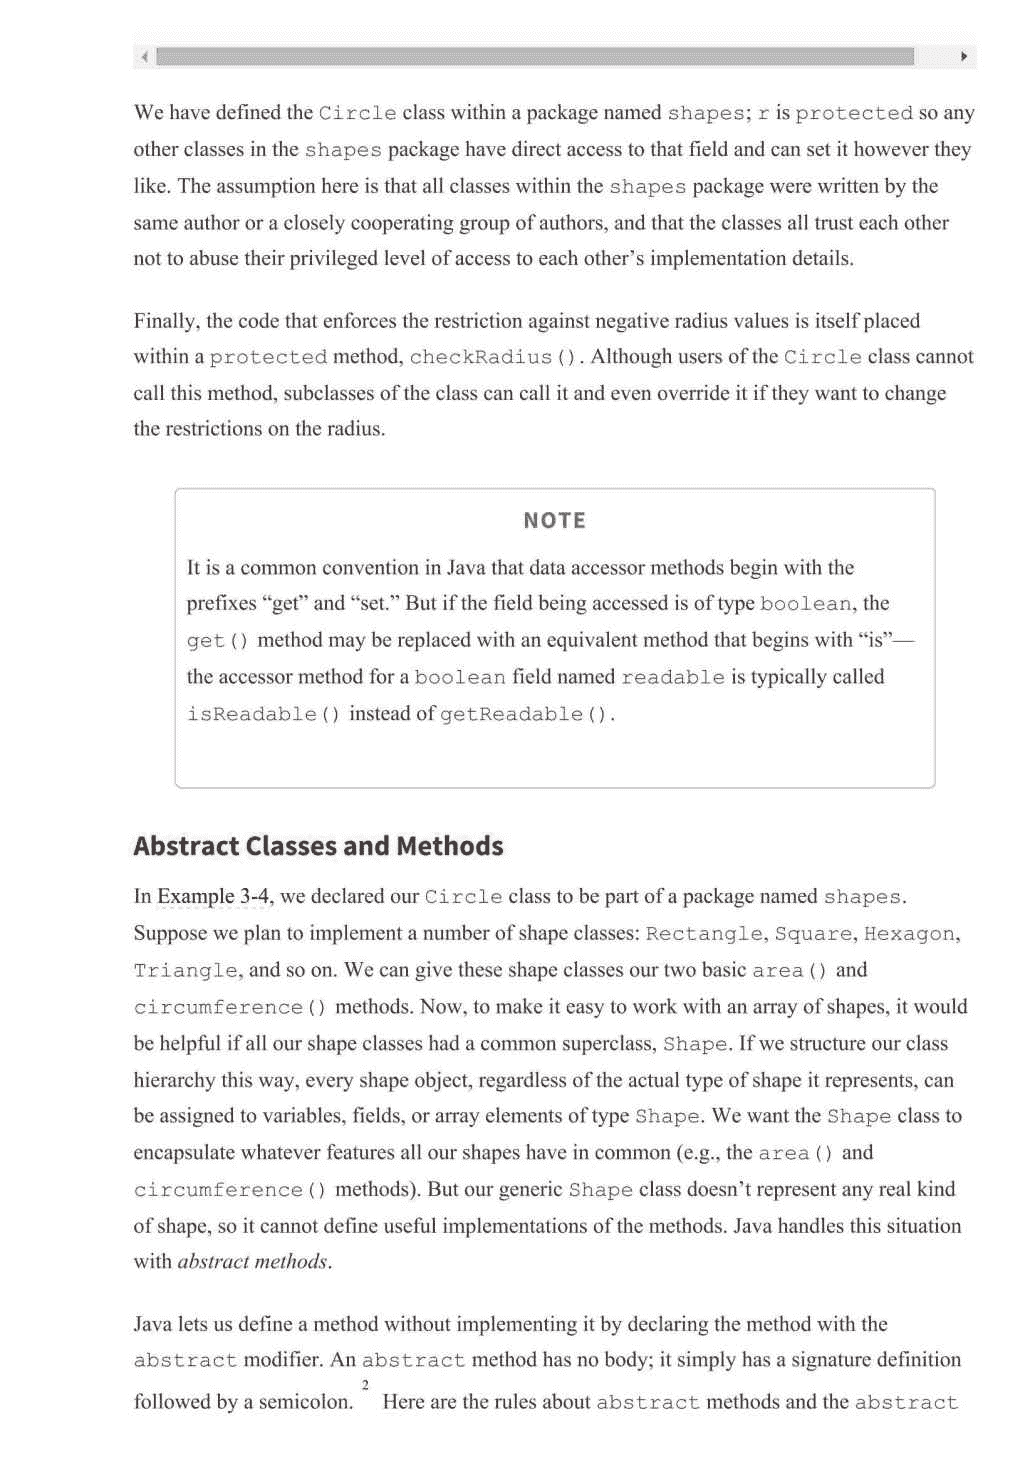 We have defined the Circle class within a package named shapes; r is protected so any
other classes in the shapes package have direct access to that field and can set it however they
like. The assumption here is that all classes within the shapes package were written by the
same author or a closely cooperating group of authors, and that the classes all trust each other
not to abuse their privileged level of access to each other’s implementation details.
Finally, the code that enforces the restriction against negative radius values is itself placed
within a protected method, checkRadius(). Although users of the Circle class cannot
call this method, subclasses of the class can call it and even override it if they want to change
the restrictions on the radius.
NOTE
It is a common convention in Java that data accessor methods begin with the
prefixes “get” and “set.” But if the field being accessed is of type boolean, the
get() method may be replaced with an equivalent method that begins with “is”—
the accessor method for a boolean field named readable is typically called
isReadable() instead of getReadable().
Abstract Classes and Methods
In Example 3-4, we declared our Circle class to be part of a package named shapes.
Suppose we plan to implement a number of shape classes: Rectangle, Square, Hexagon,
Triangle, and so on. We can give these shape classes our two basic area() and
circumference() methods. Now, to make it easy to work with an array of shapes, it would
be helpful if all our shape classes had a common superclass, Shape. If we structure our class
hierarchy this way, every shape object, regardless of the actual type of shape it represents, can
be assigned to variables, fields, or array elements of type Shape. We want the Shape class to
encapsulate whatever features all our shapes have in common (e.g., the area() and
circumference() methods). But our generic Shape class doesn’t represent any real kind
of shape, so it cannot define useful implementations of the methods. Java handles this situation
with abstract methods.
Java lets us define a method without implementing it by declaring the method with the
abstract modifier. An abstract method has no body; it simply has a signature definition
followed by a semicolon. 2 Here are the rules about abstract methods and the abstract